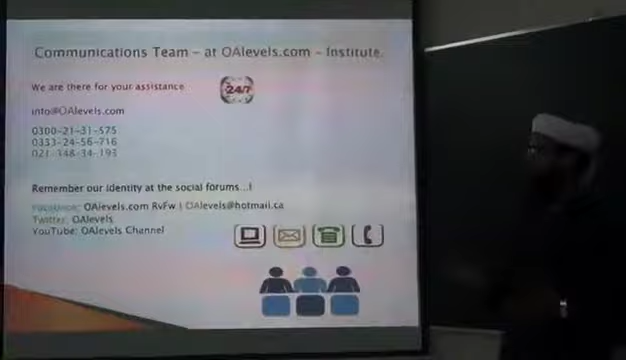 Communications Team - at OAlevels.com - Institute.
We are there for your assistance
24/7
info@OAlevels.com
0300-21-31-575
0333-24-56-716
021-348-34-193
Remember our identity at the social forums...!
Facebook: OAlevels.com RvFw | OAlevels@hotmail.ca
Twitter: OAlevels
YouTube: OAlevels Channel